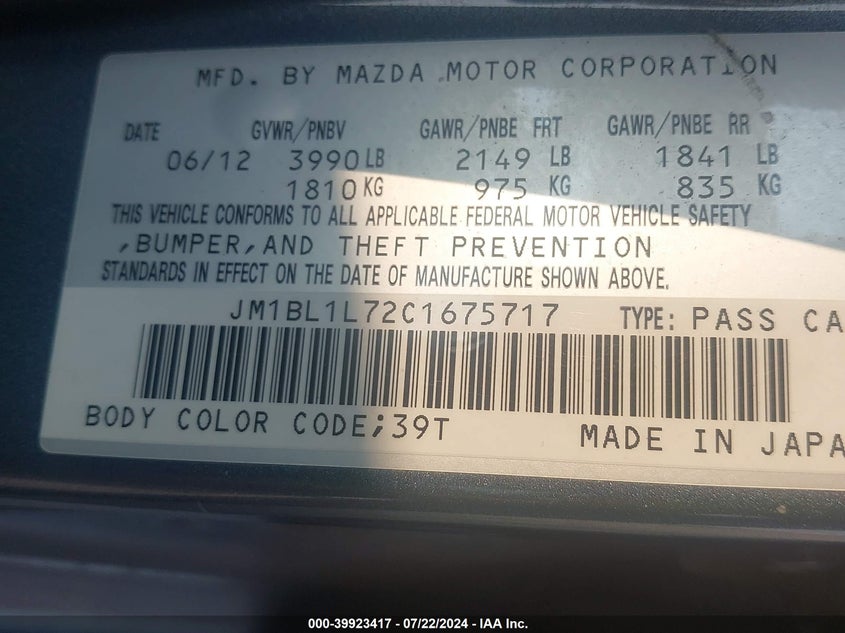 MFD. BY MAZDA MOTOR CORPORATION
DATE GVWR/PNBV GAWR/PNBE FRT GAWR/PNBE RR
06/12 3990 LB 2149 LB 1841 LB
1810 KG 975 KG 835 KG
THIS VEHICLE CONFORMS TO ALL APPLICABLE FEDERAL MOTOR VEHICLE SAFETY
,BUMPER,AND THEFT PREVENTION
STANDARDS IN EFFECT ON THE DATE OF MANUFACTURE SHOWN ABOVE.
JM1BL1L72C1675717 TYPE: PASS CA
BODY COLOR CODE;39T
MADE IN JAPA
000-39923417 - 07/22/2024 - IAA Inc.